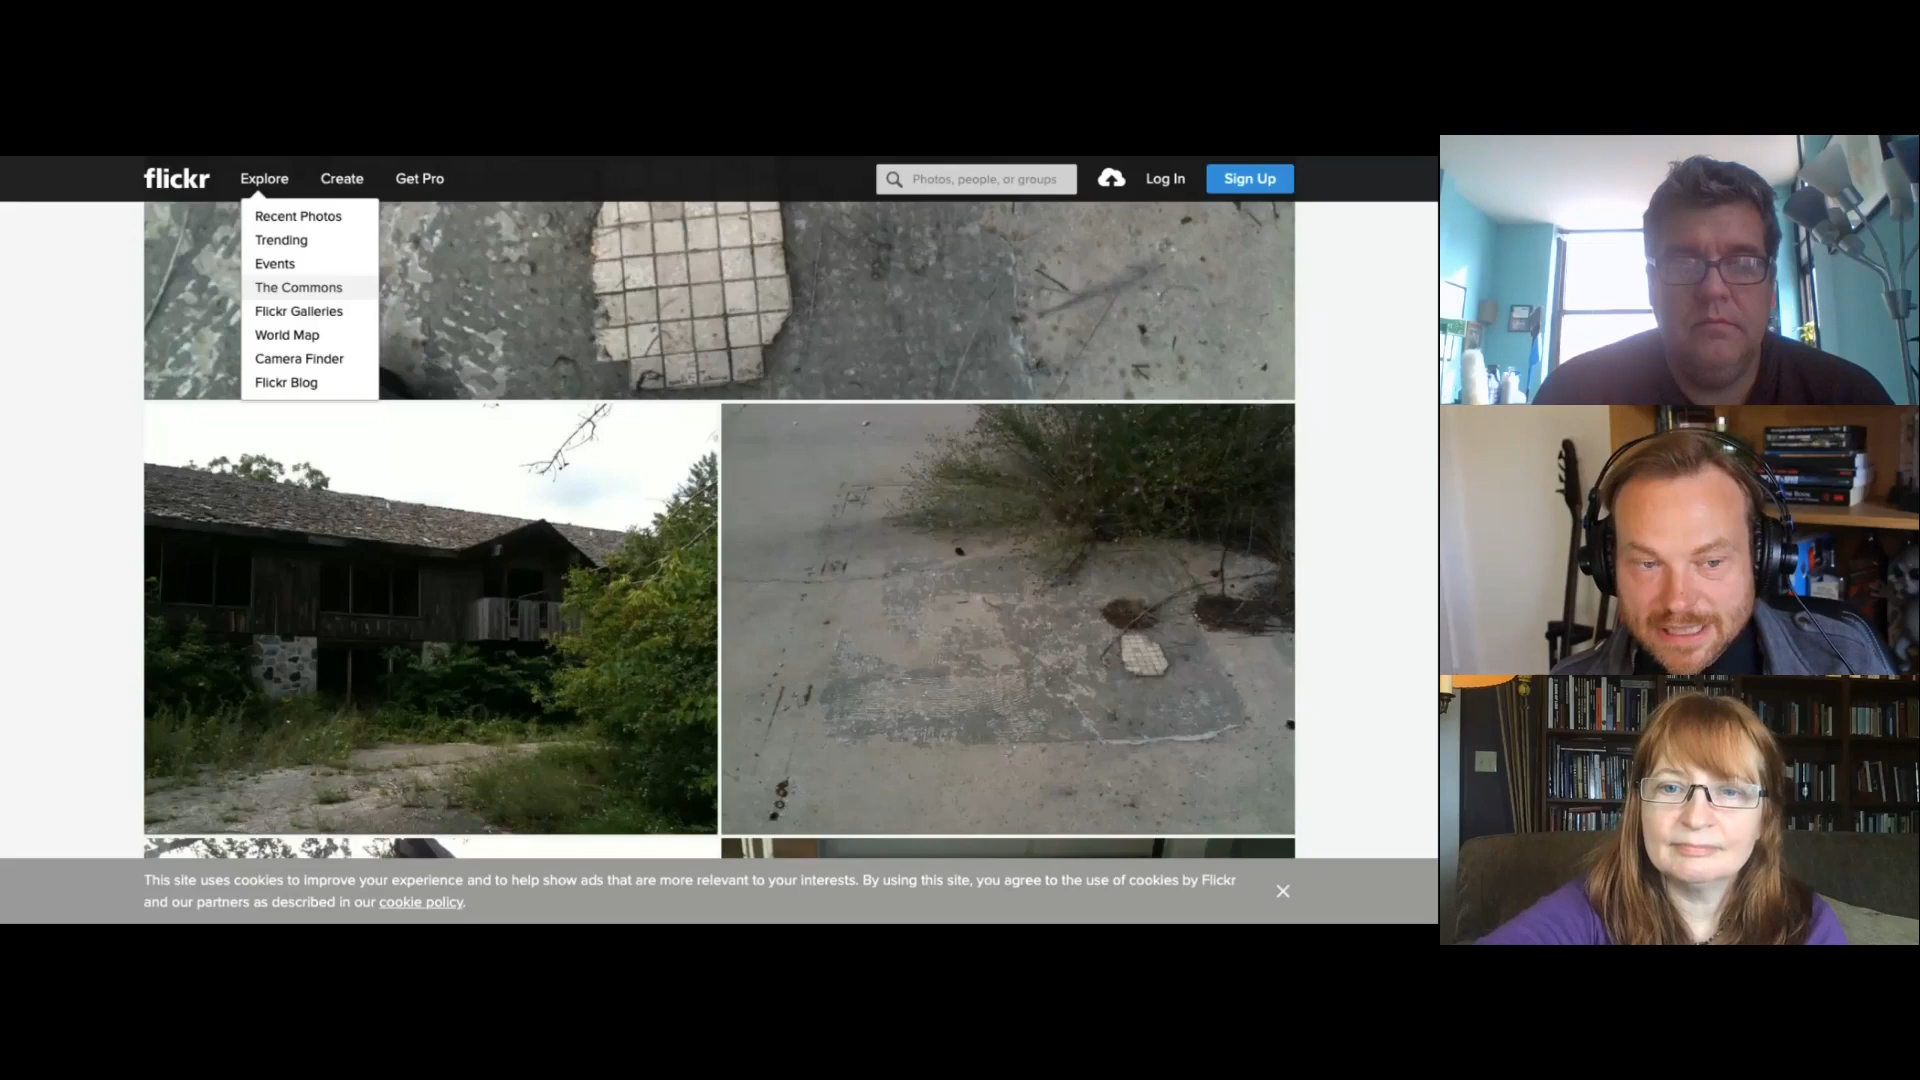 flickr
Explore
Create
Get Pro
Photos, people, or groups
Log In
Sign Up
Recent Photos
Trending
Events
The Commons
Flickr Galleries
World Map
Camera Finder
Flickr Blog
This site uses cookies to improve your experience and to help show ads that are more relevant to your interests. By using this site, you agree to the use of cookies by Flickr
and our partners as described in our cookie policy.